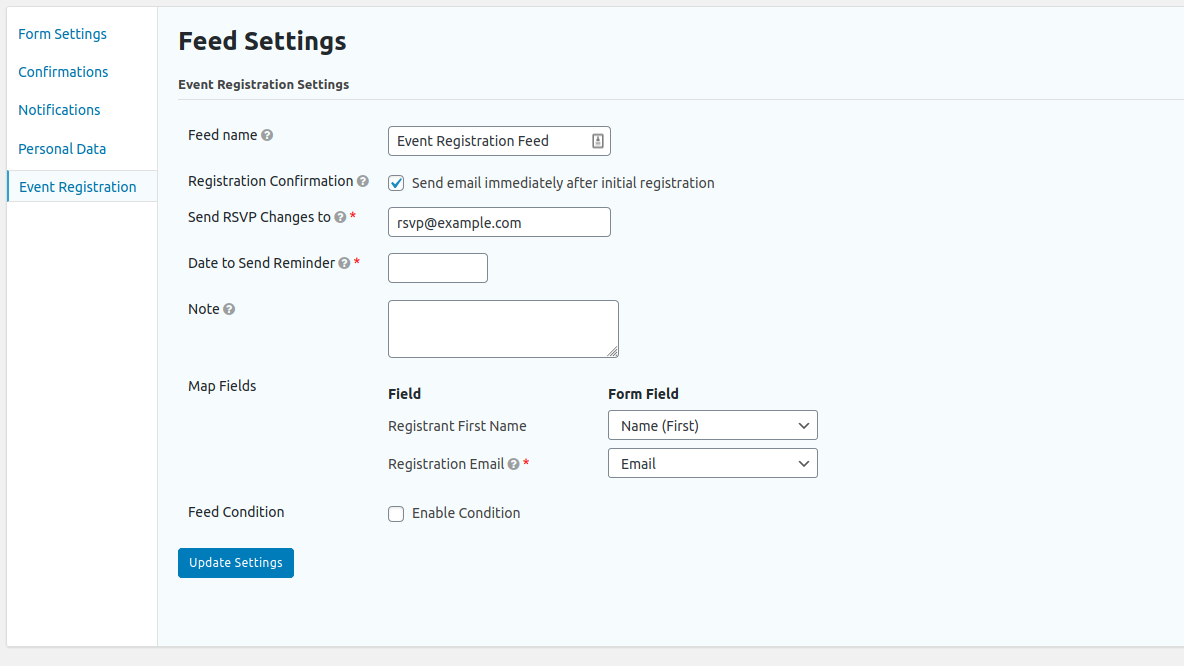 Form Settings
Confirmations
Notifications
Personal Data
Event Registration
Feed Settings
Event Registration Settings
Feed name
Event Registration Feed
Registration Confirmation
Send email immediately after initial registration
Send RSVP Changes to *
rsvp@example.com
Date to Send Reminder *
Note
Map Fields
Field Form Field
Registrant First Name Name (First)
Registration Email * Email
Feed Condition
Enable Condition
Update Settings